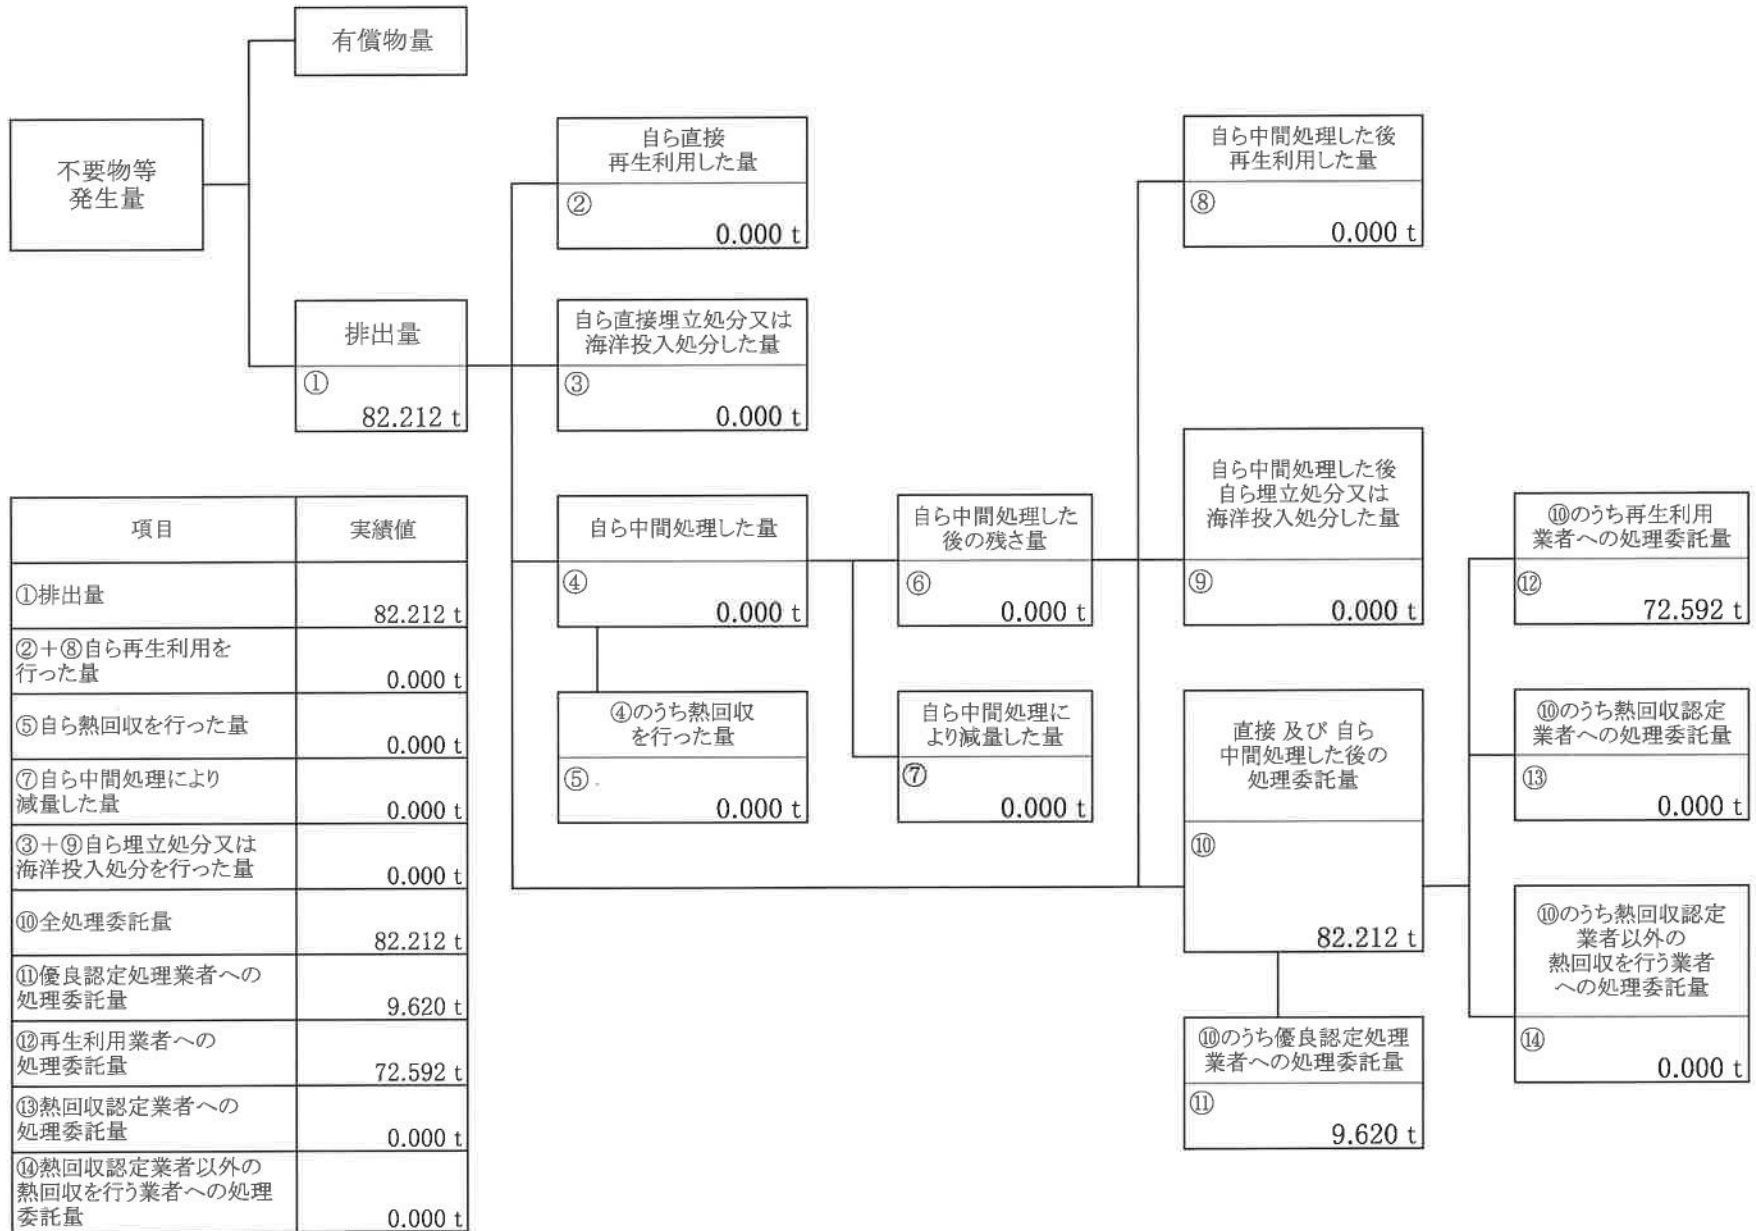 有償物量
不要物等
発生量
自ら直接
再生利用した量
②
0.000 t
自ら中間処理した後
再生利用した量
⑧
0.000 t
排出量
①
82.212 t
自ら直接埋立処分又は
海洋投入処分した量
③
0.000 t
自ら中間処理した量
④
0.000 t
自ら中間処理した
後の残さ量
⑥
0.000 t
自ら中間処理した後
自ら埋立処分又は
海洋投入処分した量
⑨
0.000 t
⑩のうち再生利用
業者への処理委託量
⑫
72.592 t
④のうち熱回収
を行った量
⑤
0.000 t
自ら中間処理に
より減量した量
⑦
0.000 t
直接 及び 自ら
中間処理した後の
処理委託量
⑩
82.212 t
⑩のうち熱回収認定
業者への処理委託量
⑬
0.000 t
⑩のうち熱回収認定
業者以外の
熱回収を行う業者
への処理委託量
⑭
0.000 t
⑩のうち優良認定処理
業者への処理委託量
⑪
9.620 t
項目 実績値
①排出量
82.212 t
②+⑧自ら再生利用を
行った量 0.000 t
⑤自ら熱回収を行った量
0.000 t
⑦自ら中間処理により
減量した量 0.000 t
③+⑨自ら埋立処分又は
海洋投入処分を行った量 0.000 t
⑩全処理委託量
82.212 t
⑪優良認定処理業者への
処理委託量 9.620 t
⑫再生利用業者への
処理委託量 72.592 t
⑬熱回収認定業者への
処理委託量 0.000 t
⑭熱回収認定業者以外の
熱回収を行う業者への処理
委託量 0.000 t